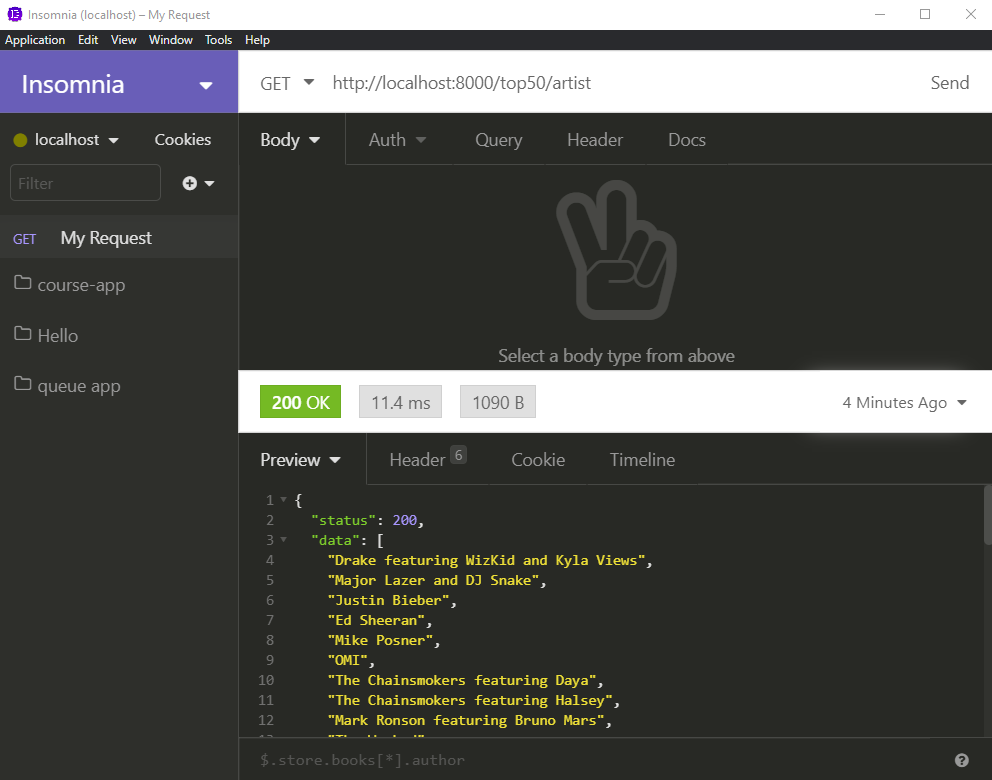 Insomnia (localhost) – My Request
Application Edit View Window Tools Help
Insomnia
GET http://localhost:8000/top50/artist Send
localhost Cookies
Body Auth Query Header Docs
Filter
GET My Request
course-app
Hello
queue app
Select a body type from above
200 OK 11.4 ms 1090 B 4 Minutes Ago
Preview Header 6 Cookie Timeline
1 {
2 "status": 200,
3 "data": [
4 "Drake featuring WizKid and Kyla Views",
5 "Major Lazer and DJ Snake",
6 "Justin Bieber",
7 "Ed Sheeran",
8 "Mike Posner",
9 "OMI",
10 "The Chainsmokers featuring Daya",
11 "The Chainsmokers featuring Halsey",
12 "Mark Ronson featuring Bruno Mars",
$.store.books[*].author